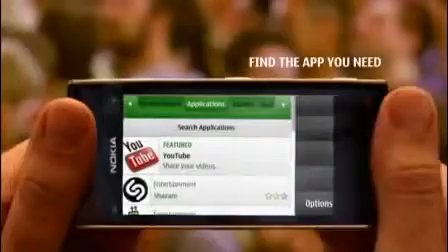 FIND THE APP YOU NEED
Applications
Search Applications
NOKIA
You
Tube
FEATURED
YouTube
Share your videos.
Entertainment
Shazam
Options